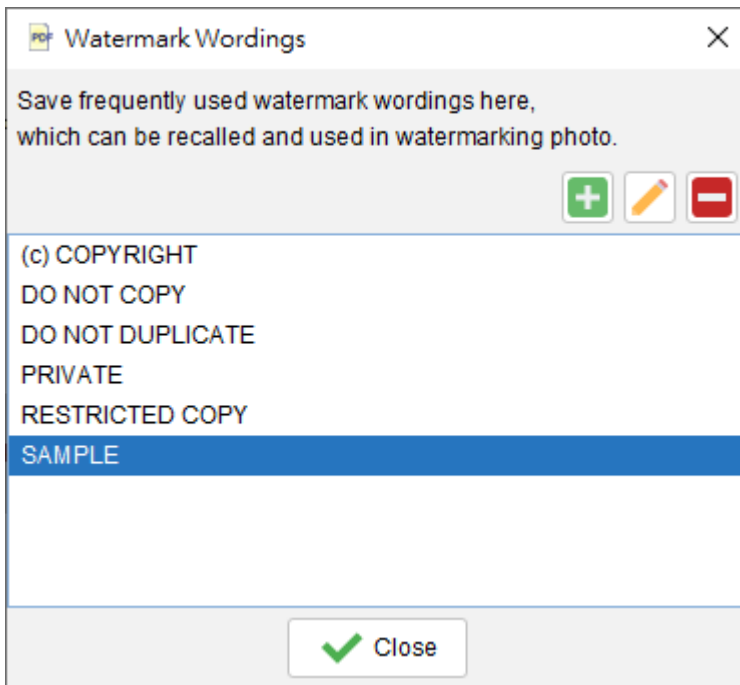 PDF Watermark Wordings
Save frequently used watermark wordings here,
which can be recalled and used in watermarking photo.
(c) COPYRIGHT
DO NOT COPY
DO NOT DUPLICATE
PRIVATE
RESTRICTED COPY
SAMPLE
Close